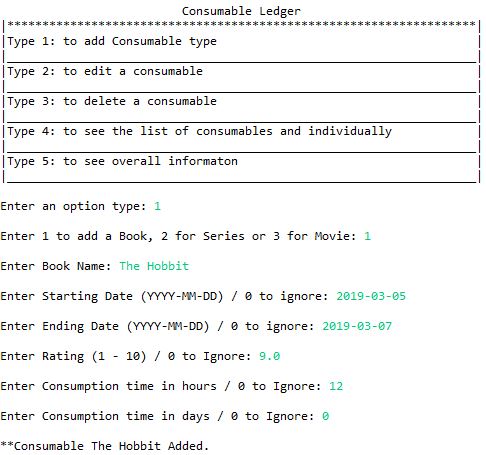 Consumable Ledger
|*******************************************************************|
|Type 1: to add Consumable type |
|___________________________________________________________________|
|Type 2: to edit a consumable |
|___________________________________________________________________|
|Type 3: to delete a consumable |
|___________________________________________________________________|
|Type 4: to see the list of consumables and individually |
|___________________________________________________________________|
|Type 5: to see overall informaton |
|___________________________________________________________________|
Enter an option type: 1
Enter 1 to add a Book, 2 for Series or 3 for Movie: 1
Enter Book Name: The Hobbit
Enter Starting Date (YYYY-MM-DD) / 0 to ignore: 2019-03-05
Enter Ending Date (YYYY-MM-DD) / 0 to ignore: 2019-03-07
Enter Rating (1 - 10) / 0 to Ignore: 9.0
Enter Consumption time in hours / 0 to Ignore: 12
Enter Consumption time in days / 0 to Ignore: 0
**Consumable The Hobbit Added.